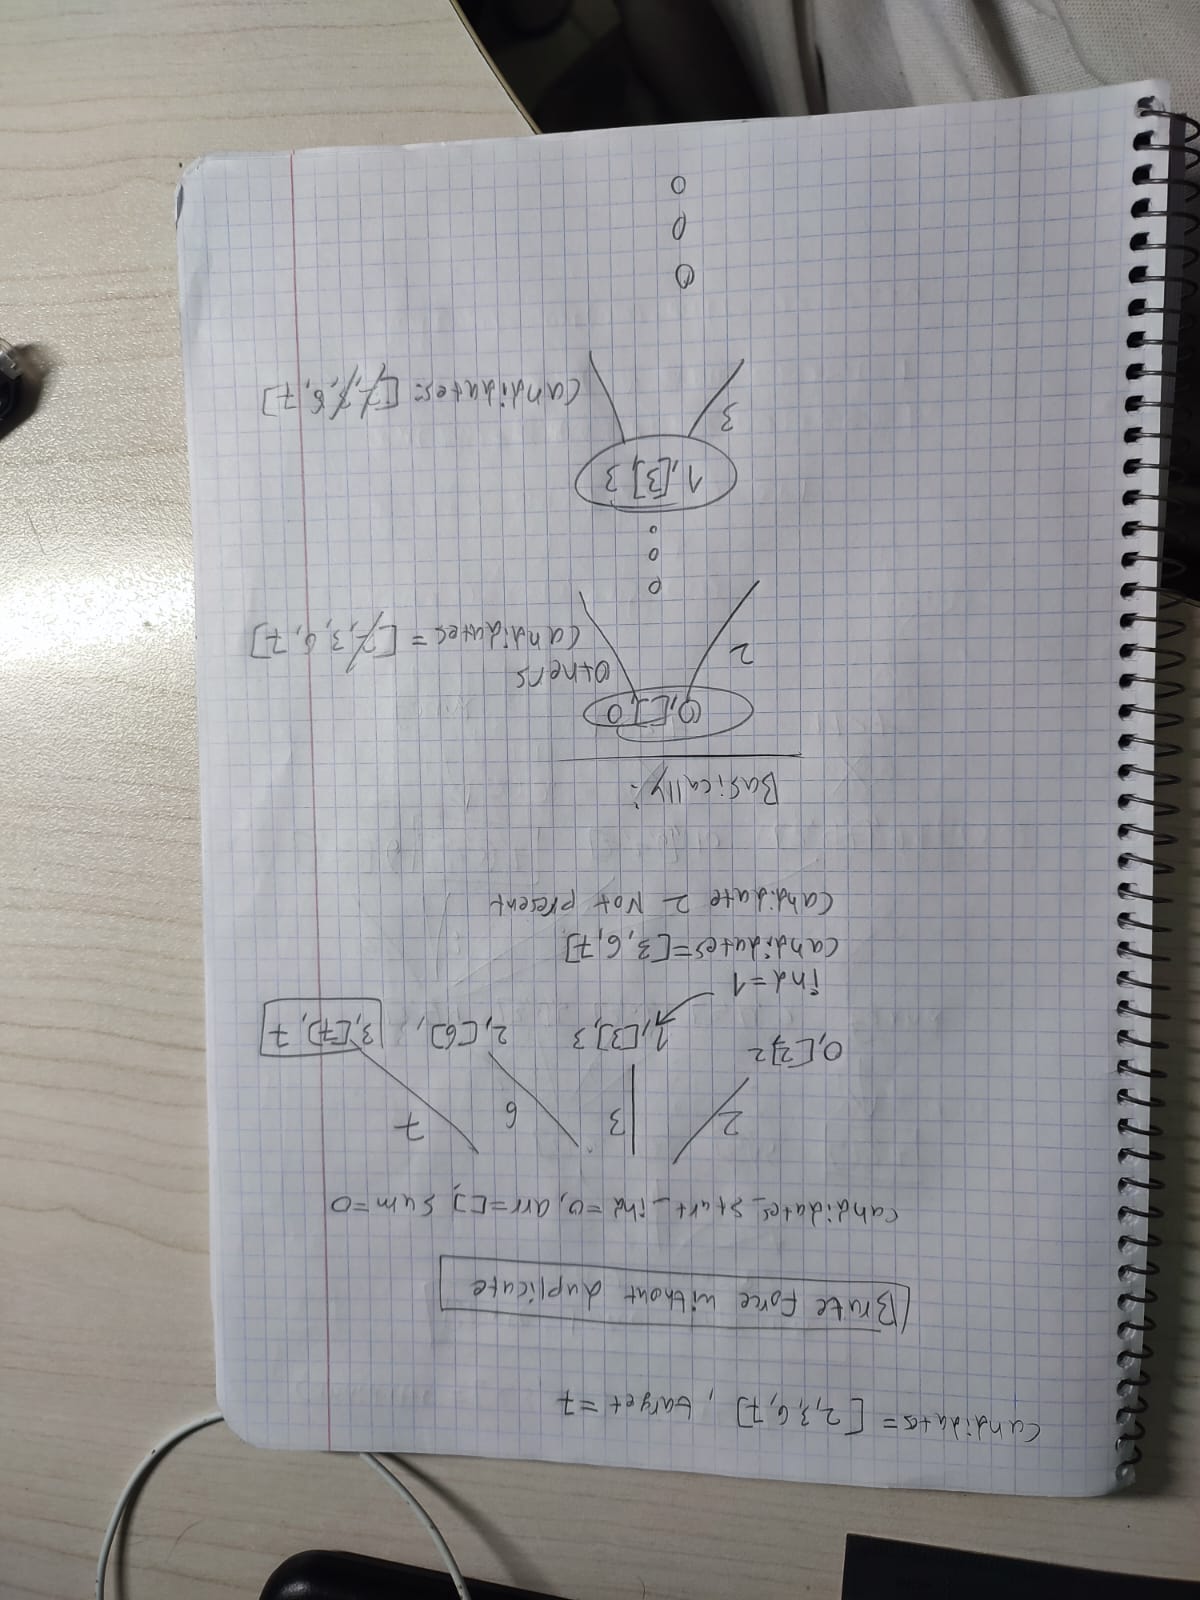 candidates= [2,3,6,7], target=7
Brute force without duplicate
candidates_start_ind=0, arr=[], sum=0
2 3 6 7
0,[2],2 1,[3],3 2,[6], 3,[7],7
ind=1
candidates=[3,6,7]
candidate 2 Not present
Basically:
0,[],0
2 others
candidates=[2,3,6,7]
1,[3],3
3 candidates=[2,3,6,7]